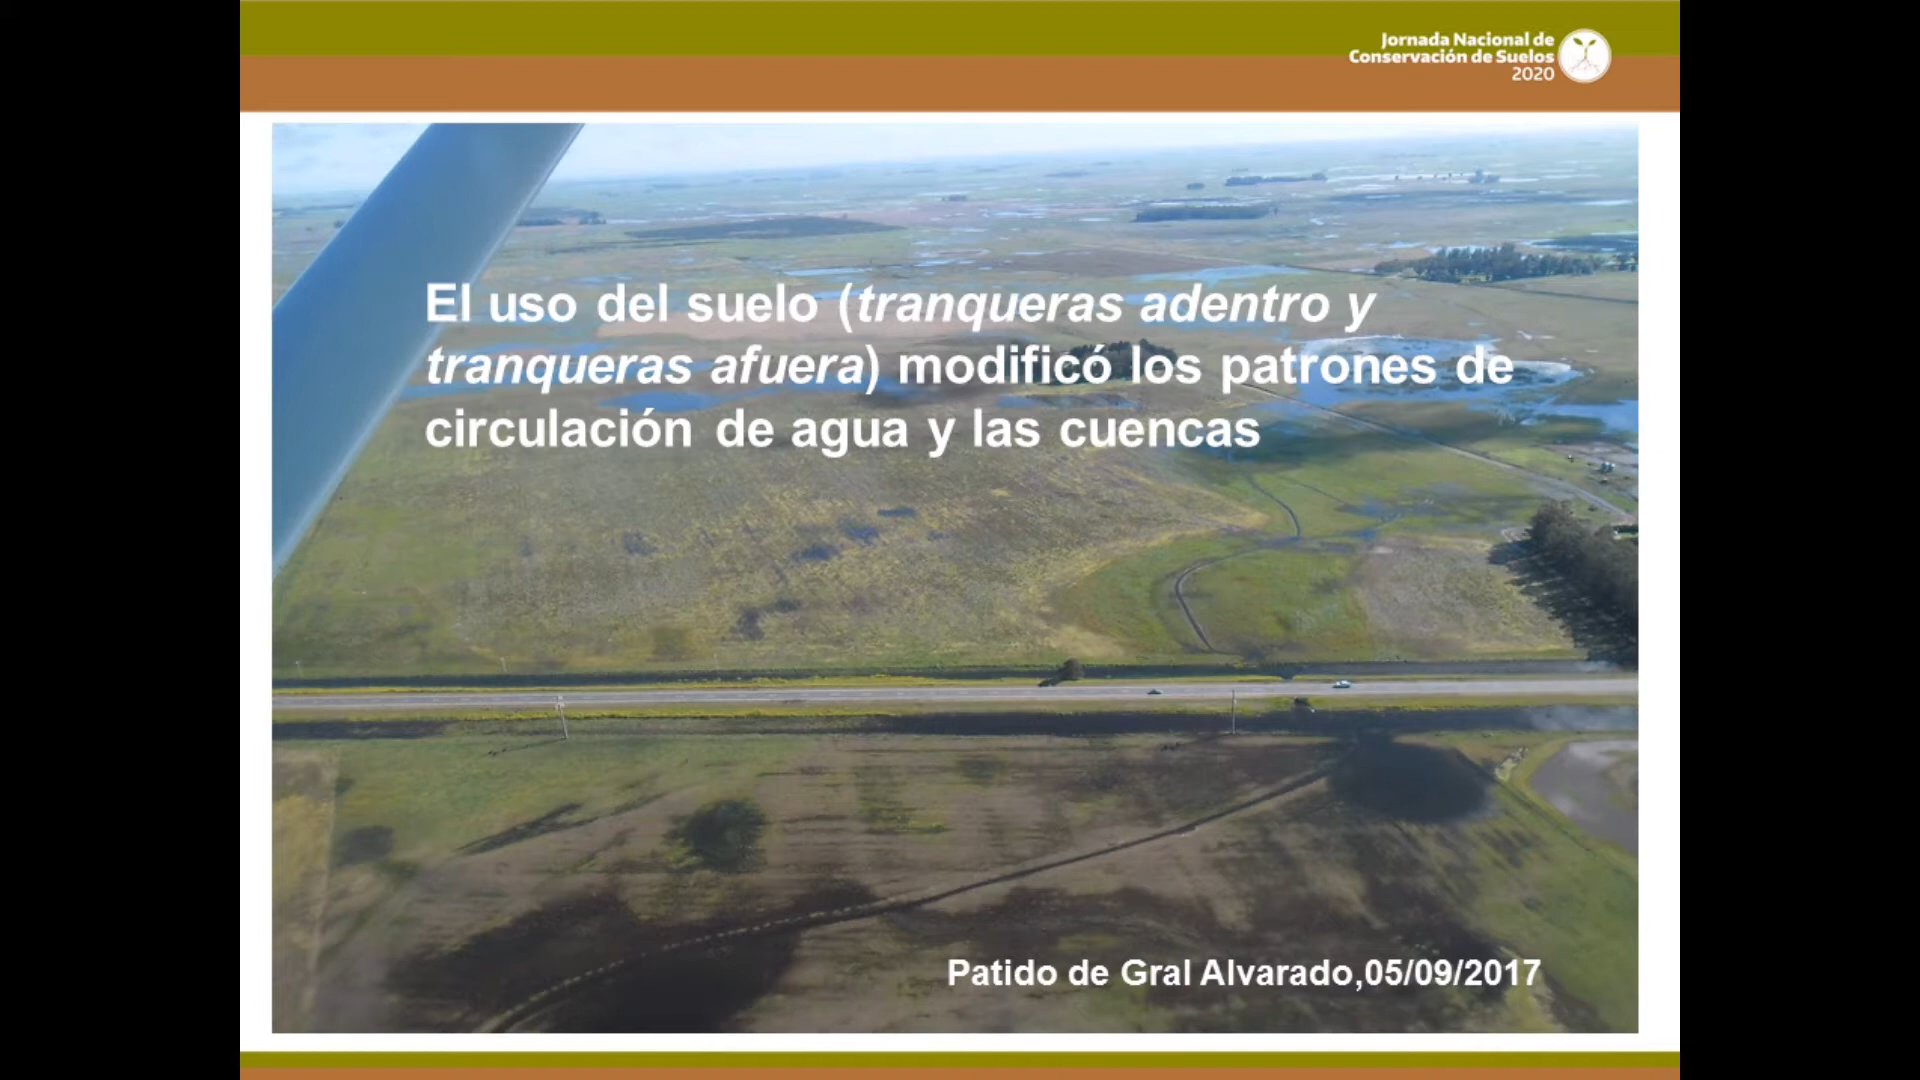 Jornada Nacional de
Conservación de Suelos
2020
El uso del suelo (tranqueras adentro y
tranqueras afuera) modificó los patrones de
circulación de agua y las cuencas
Patido de Gral Alvarado,05/09/2017